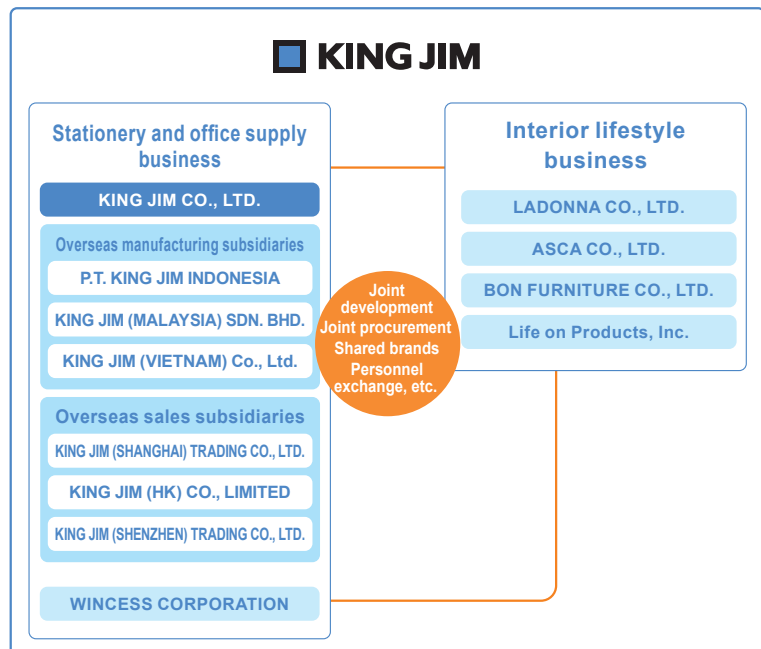 KING JIM
Stationery and office supply
business
KING JIM CO., LTD.
Overseas manufacturing subsidiaries
P.T. KING JIM INDONESIA
KING JIM (MALAYSIA) SDN. BHD.
KING JIM (VIETNAM) Co., Ltd.
Overseas sales subsidiaries
KING JIM (SHANGHAI) TRADING CO., LTD.
KING JIM (HK) CO., LIMITED
KING JIM (SHENZHEN) TRADING CO., LTD.
WINCESS CORPORATION
Joint
development
Joint procurement
Shared brands
Personnel
exchange, etc.
Interior lifestyle
business
LADONNA CO., LTD.
ASCA CO., LTD.
BON FURNITURE CO., LTD.
Life on Products, Inc.